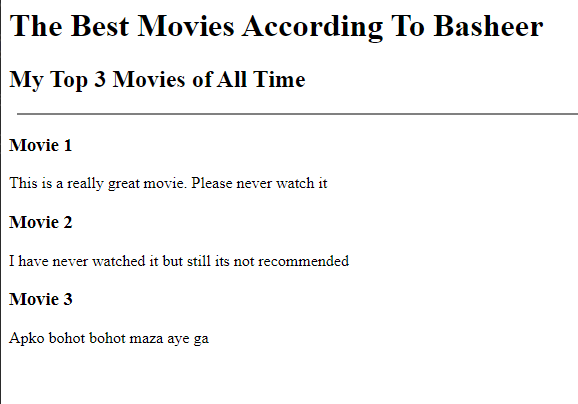 The Best Movies According To Basheer
My Top 3 Movies of All Time
Movie 1
This is a really great movie. Please never watch it
Movie 2
I have never watched it but still its not recommended
Movie 3
Apko bohot bohot maza aye ga